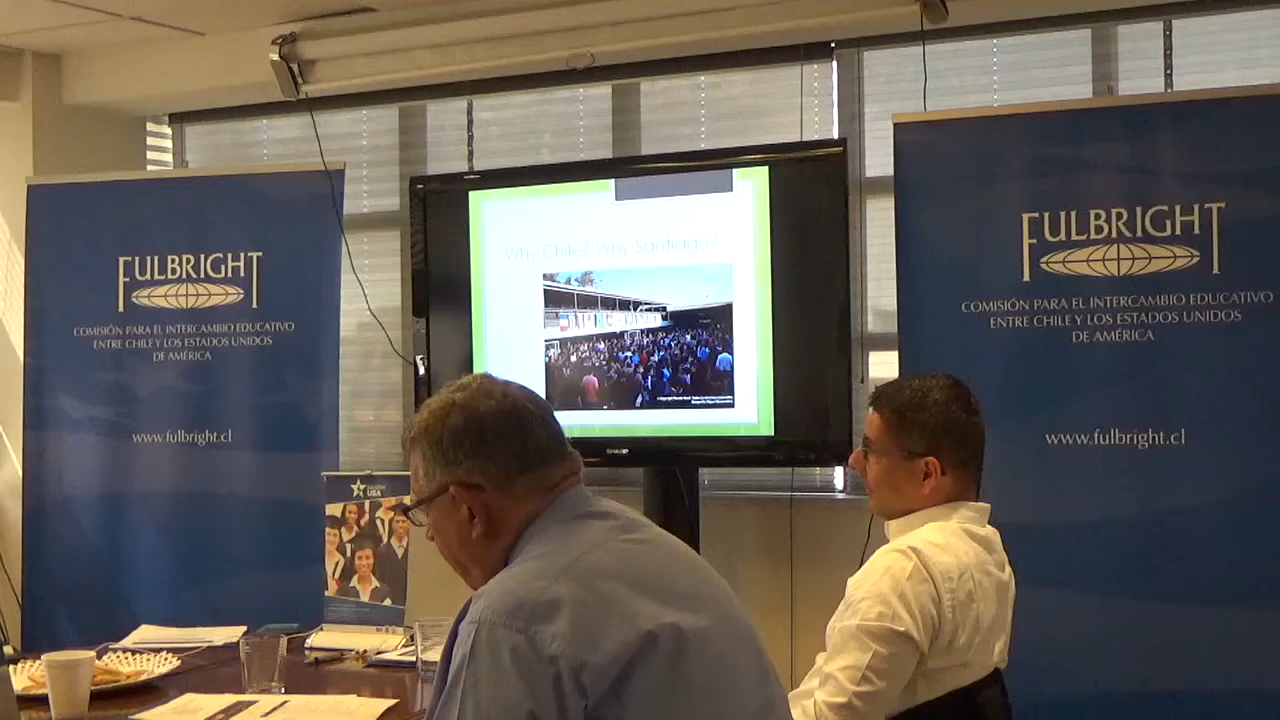 FULBRIGHT
COMISIÓN PARA EL INTERCAMBIO EDUCATIVO
ENTRE CHILE Y LOS ESTADOS UNIDOS
DE AMÉRICA
www.fulbright.cl
Why Chile? Why Santiago?
SHARP
USA
FULBRIGHT
COMISIÓN PARA EL INTERCAMBIO EDUCATIVO
ENTRE CHILE Y LOS ESTADOS UNIDOS
DE AMÉRICA
www.fulbright.cl